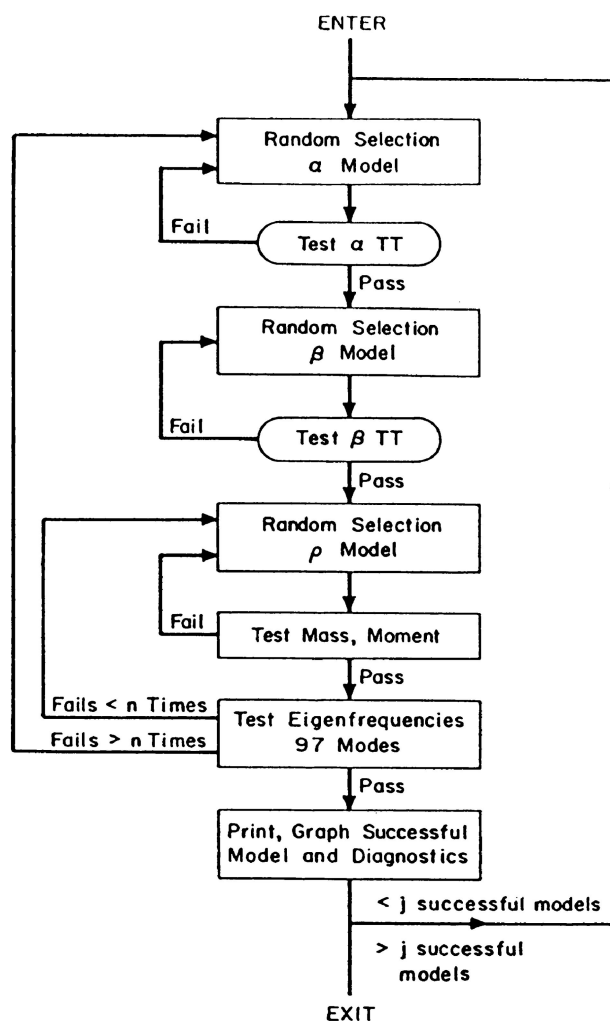 ENTER
Random Selection
α Model
Fail
Test α TT
Pass
Random Selection
β Model
Fail
Test β TT
Pass
Random Selection
ρ Model
Fail
Test Mass, Moment
Pass
Fails < n Times
Fails > n Times
Test Eigenfrequencies
97 Modes
Pass
Print, Graph Successful
Model and Diagnostics
< j successful models
> j successful
models
EXIT